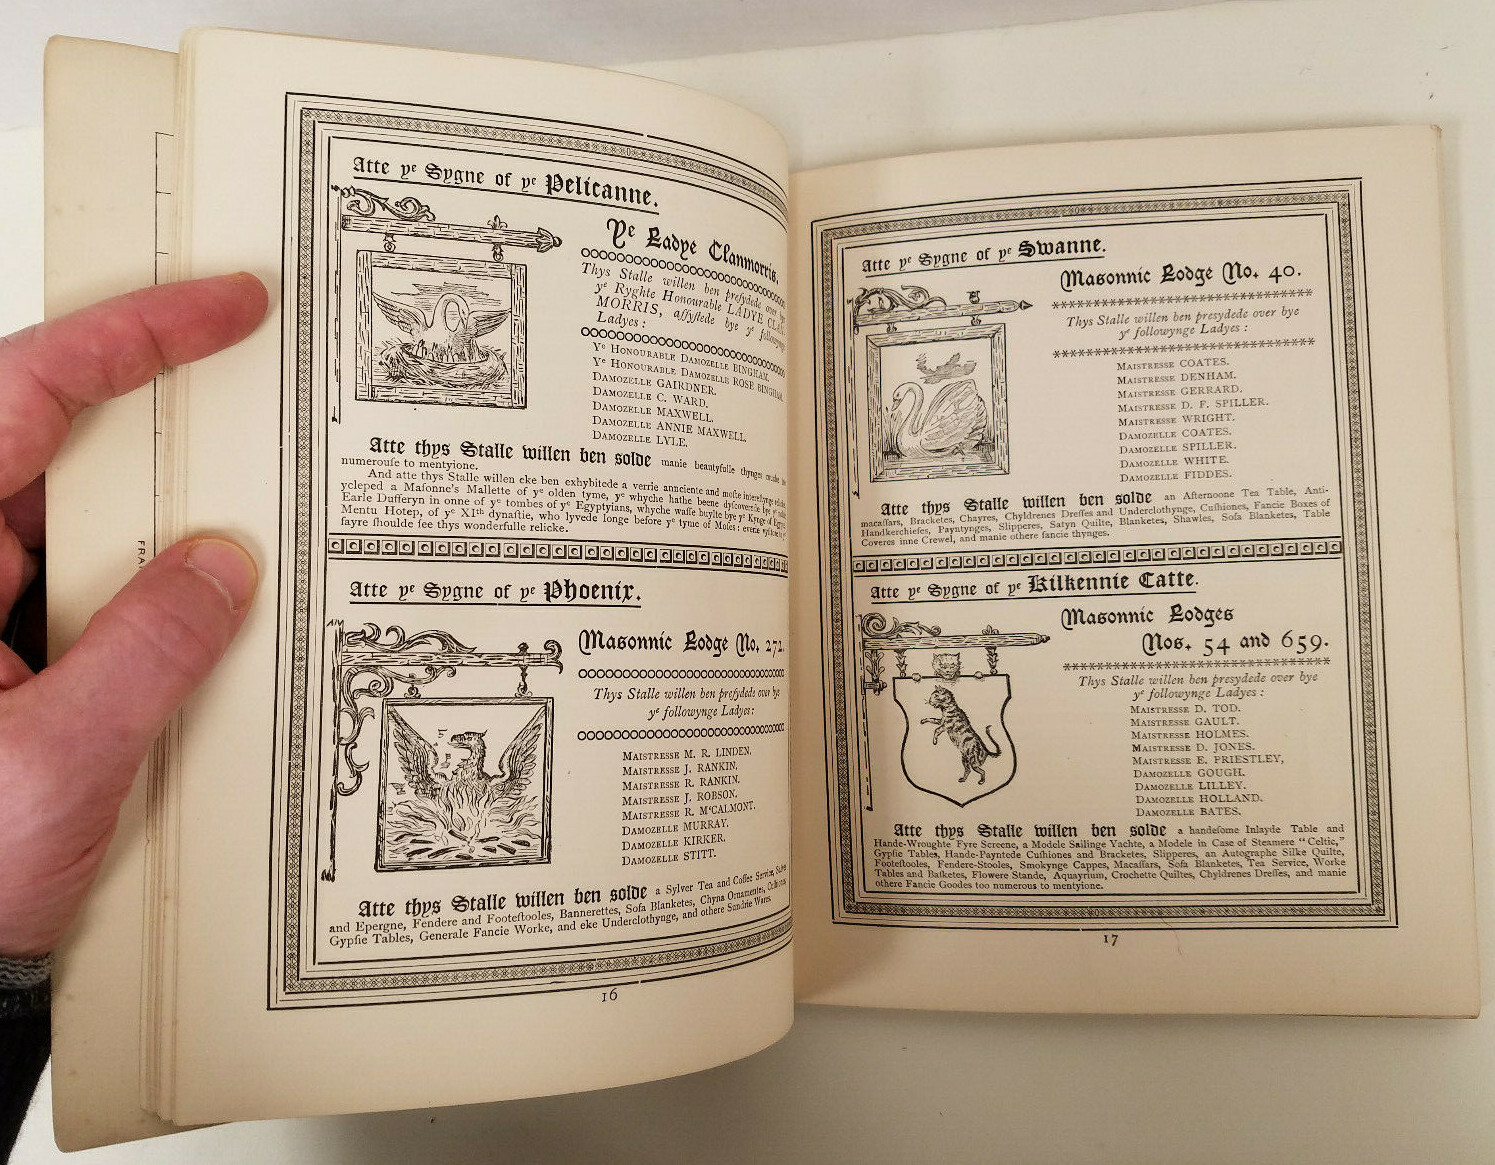 Atte yᵉ Sygne of yᵉ Pelicanne.
Ye Ladye Clanmorris.
Thys Stalle willen ben preſydede over bye
yᵉ Ryghte Honourable LADYE CLAN-
MORRIS, aſſyſtede bye yᵉ followynge
Ladyes :
Yᵉ HONOURABLE DAMOZELLE BINGHAM.
Yᵉ HONOURABLE DAMOZELLE ROSE BINGHAM.
DAMOZELLE GAIRDNER.
DAMOZELLE C. WARD.
DAMOZELLE MAXWELL.
DAMOZELLE ANNIE MAXWELL.
DAMOZELLE LYLE.
Atte thys Stalle willen ben solde manie beautyfulle thynges
numerouſe to mentyione.
And atte thys Stalle willen eke ben exhybitede a verrie annciente and moſte
ycleped a Maſonne's Mallette of yᵉ olden tyme, yᵉ whyche hathe beene dyſcoverede bye yᵉ
Earle Dufferyn in onne of yᵉ tombes of yᵉ Egyptians, whyche waſſe buylte bye yᵉ Kynge of Egypte
Mentu Hotep, of yᵉ XIᵗʰ dynaſtie, who lyvede longe before yᵉ tyme of Moſes: everie
fayre ſhoulde ſee thys wonderfulle relicke.
Atte yᵉ Sygne of yᵉ Phoenix.
Masonnic Lodge No. 272.
Thys Stalle willen ben preſydede over bye
yᵉ followynge Ladyes:
MAISTRESSE M. R. LINDEN.
MAISTRESSE J. RANKIN.
MAISTRESSE R. RANKIN.
MAISTRESSE J. ROBSON.
MAISTRESSE R. MᶜCALMONT.
DAMOZELLE MURRAY.
DAMOZELLE KIRKER.
DAMOZELLE STITT.
Atte thys Stalle willen ben solde a Sylver Tea and Coffee Service,
and Epergne, Fendere and Footeſtooles, Bannerettes, Sofa Blanketes, Chyna Ornamentes, Cuſhions
Gypſie Tables, Generale Fancie Worke, and eke Underclothynge, and othere Sundrie Wares.
16
FRA
Atte yᵉ Sygne of yᵉ Swanne.
Masonnic Lodge No. 40.
Thys Stalle willen ben presydede over bye
yᵉ followynge Ladyes :
MAISTRESSE COATES.
MAISTRESSE DENHAM.
MAISTRESSE GERRARD.
MAISTRESSE D. F. SPILLER.
MAISTRESSE WRIGHT.
DAMOZELLE COATES.
DAMOZELLE SPILLER.
DAMOZELLE WHITE.
DAMOZELLE FIDDES.
Atte thys Stalle willen ben solde an Afternoone Tea Table, Anti-
macaſſars, Bracketes, Chayres, Chyldrenes Dreſſes and Underclothynge, Cuſhiones, Fancie Boxes of
Handkerchiefes, Payntynges, Slipperes, Satyn Quilte, Blanketes, Shawles, Sofa Blanketes, Table
Coveres inne Crewel, and manie othere fancie thynges.
Atte yᵉ Sygne of yᵉ Kilkennie Catte.
Masonnic Lodges
Nos. 54 and 659.
Thys Stalle willen ben presydede over bye
yᵉ followynge Ladyes :
MAISTRESSE D. TOD.
MAISTRESSE GAULT.
MAISTRESSE HOLMES.
MAISTRESSE D. JONES.
MAISTRESSE E. PRIESTLEY,
DAMOZELLE GOUGH.
DAMOZELLE LILLEY.
DAMOZELLE HOLLAND.
DAMOZELLE BATES.
Atte thys Stalle willen ben solde a handeſome Inlayde Table and
Hande-Wroughte Fyre Screene, a Modele Sailinge Yachte, a Modele in Case of Steamere "Celtic,"
Gypſie Tables, Hande-Payntede Cuſhiones and Bracketes, Slipperes, an Autographe Silke Quilte,
Footeſtooles, Fendere-Stooles, Smokynge Cappes, Macaſſars, Sofa Blanketes, Tea Service, Worke
Tables and Baſketes, Flowere Stande, Aquayrium, Crochette Quiltes, Chyldrenes Dreſſes, and manie
othere Fancie Goodes too numerous to mentyione.
17